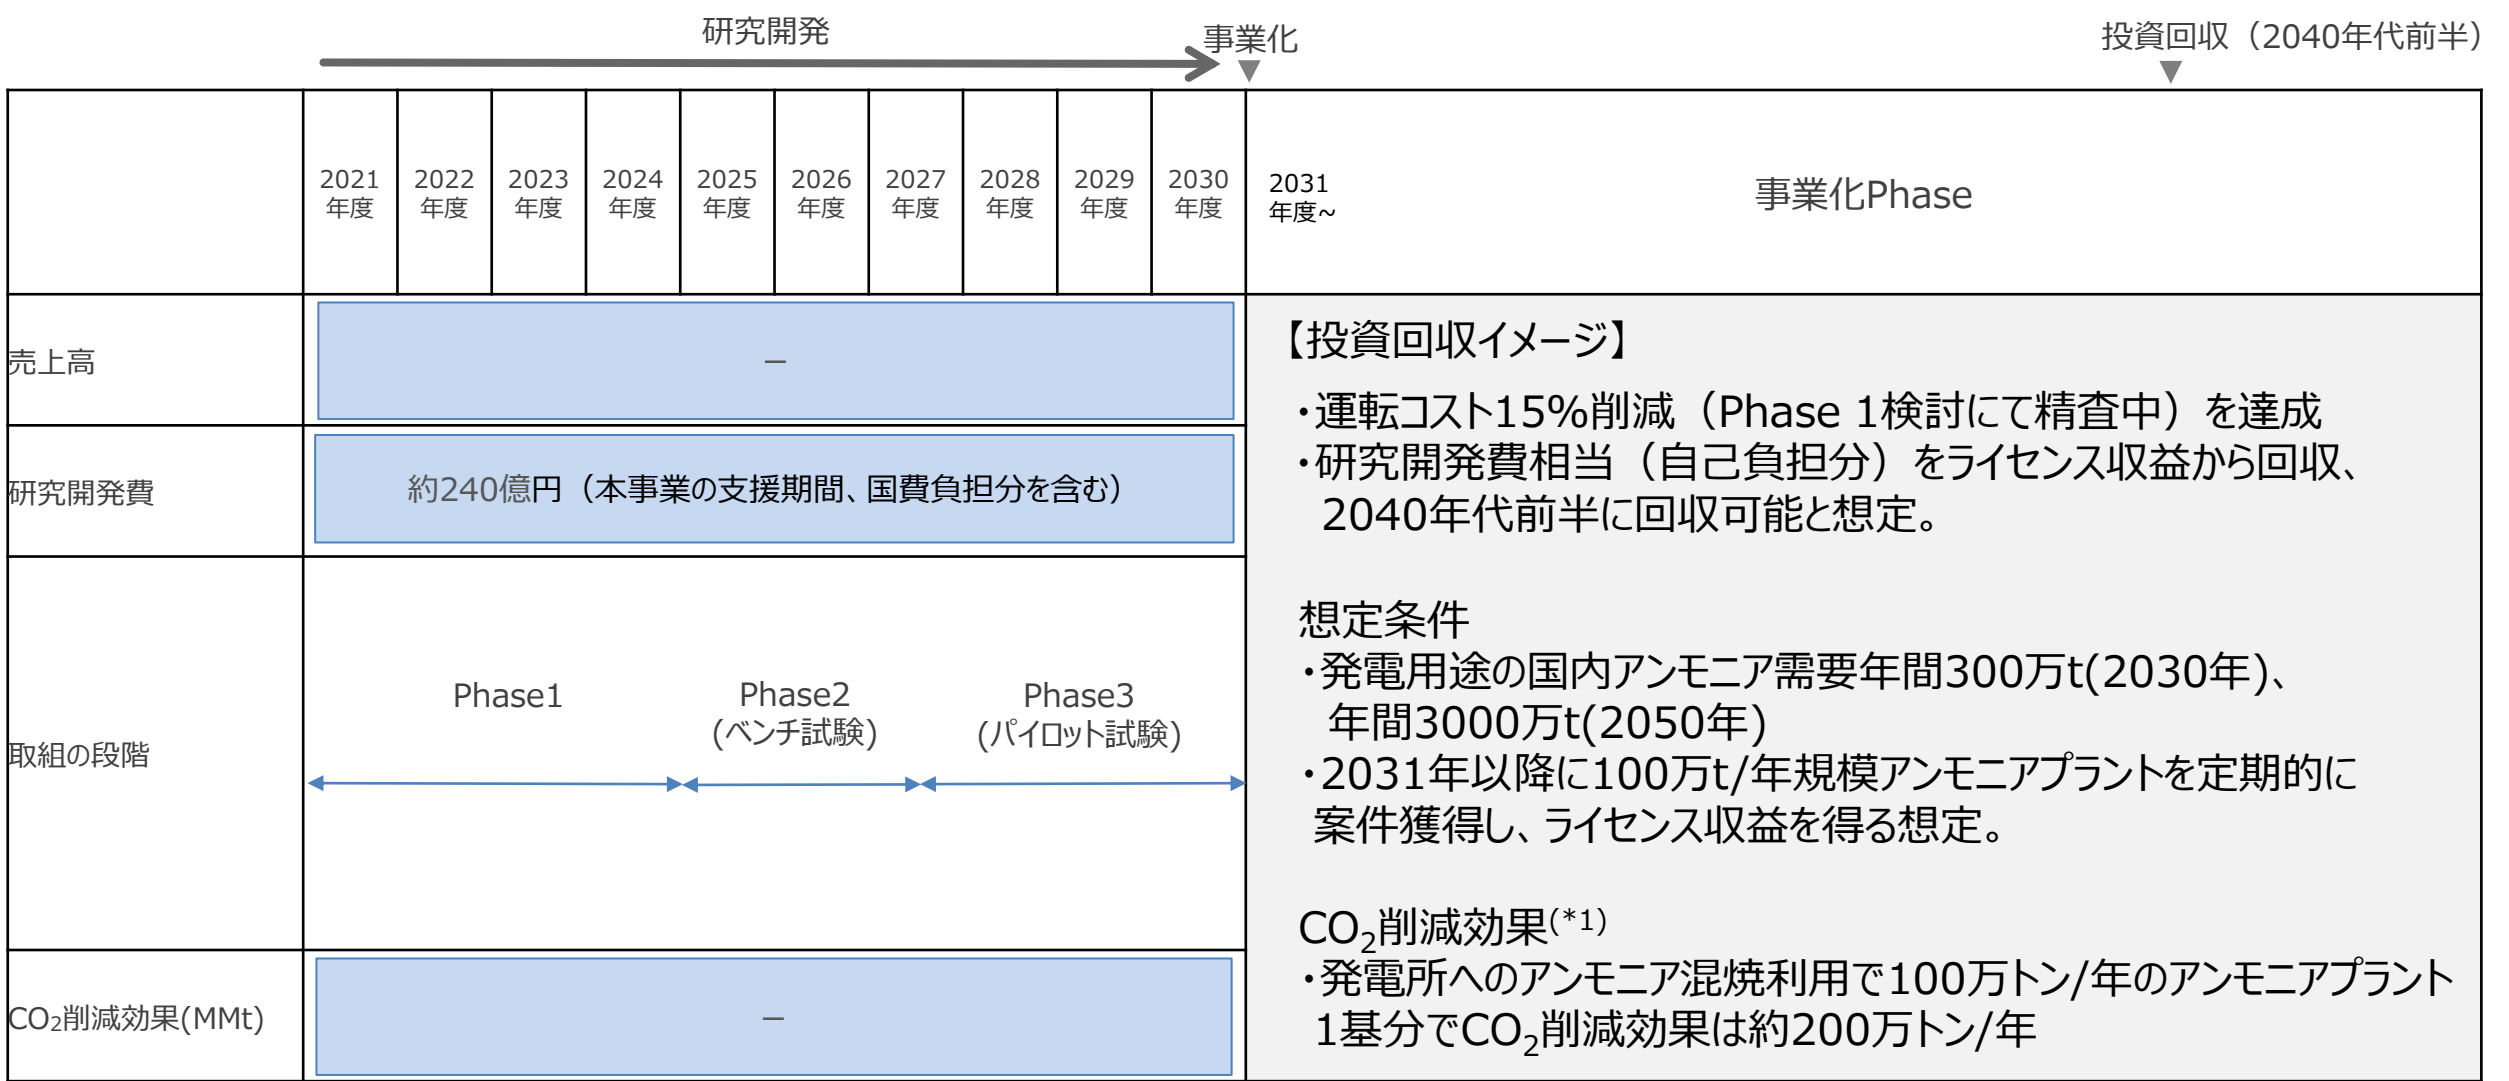 研究開発
事業化
投資回収（2040年代前半）
2021
年度
2022
年度
2023
年度
2024
年度
2025
年度
2026
年度
2027
年度
2028
年度
2029
年度
2030
年度
2031
年度~
事業化Phase
売上高
－
研究開発費
約240億円（本事業の支援期間、国費負担分を含む）
取組の段階
Phase1
Phase2
(ベンチ試験)
Phase3
(パイロット試験)
CO₂削減効果(MMt)
－
【投資回収イメージ】
・運転コスト15%削減（Phase 1検討にて精査中）を達成
・研究開発費相当（自己負担分）をライセンス収益から回収、
2040年代前半に回収可能と想定。
想定条件
・発電用途の国内アンモニア需要年間300万t(2030年)、
年間3000万t(2050年)
・2031年以降に100万t/年規模アンモニアプラントを定期的に
案件獲得し、ライセンス収益を得る想定。
CO₂削減効果(*1)
・発電所へのアンモニア混焼利用で100万トン/年のアンモニアプラント
1基分でCO₂削減効果は約200万トン/年